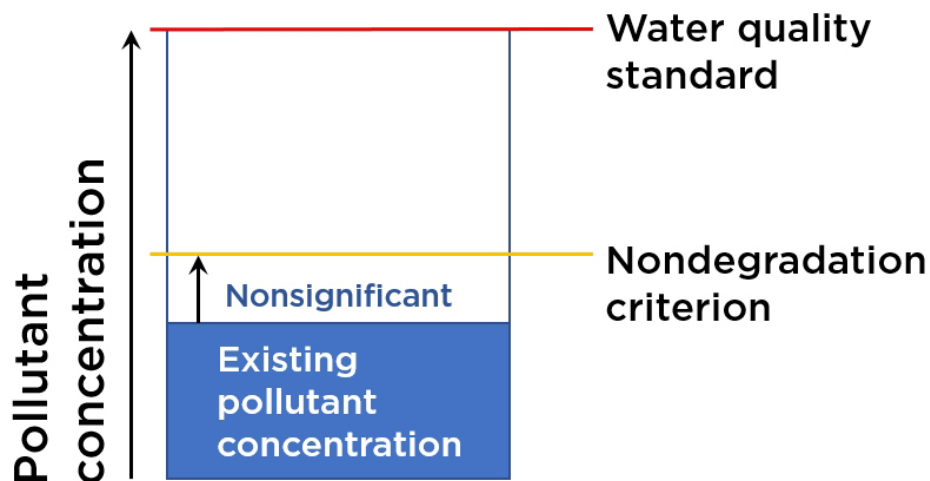 Water quality
standard
Pollutant
concentration
Nondegradation
criterion
Nonsignificant
Existing
pollutant
concentration